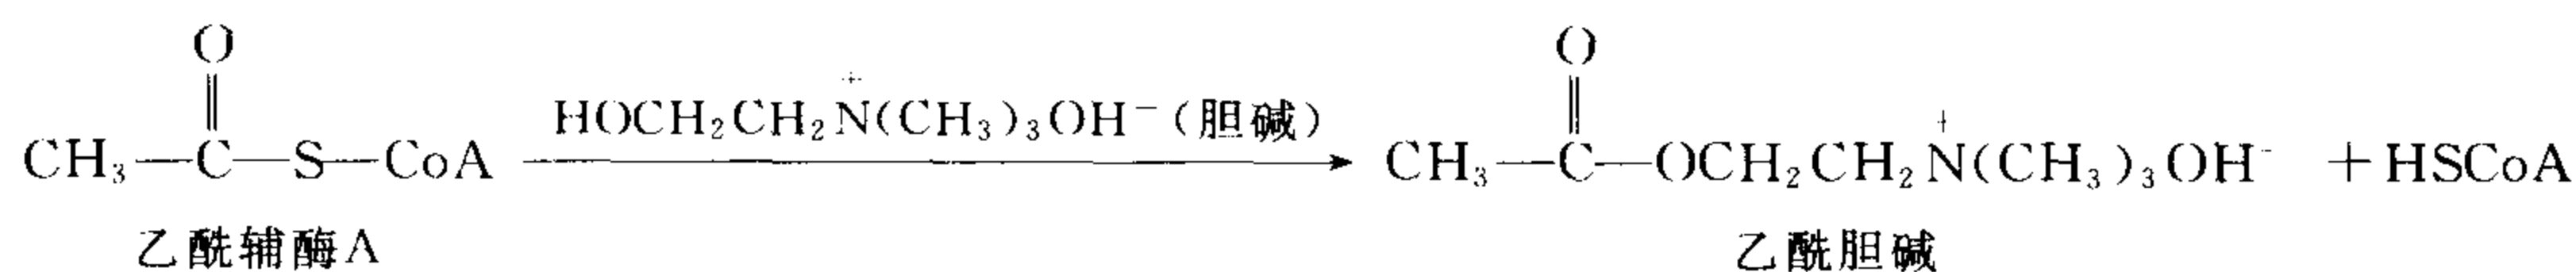 O O
HOCH₂CH₂N⁺(CH₃)₃OH⁻(胆碱)
CH₃—C—S—CoA ⟶ CH₃—C—OCH₂CH₂N⁺(CH₃)₃OH⁻ + HSCoA
乙酰辅酶A 乙酰胆碱